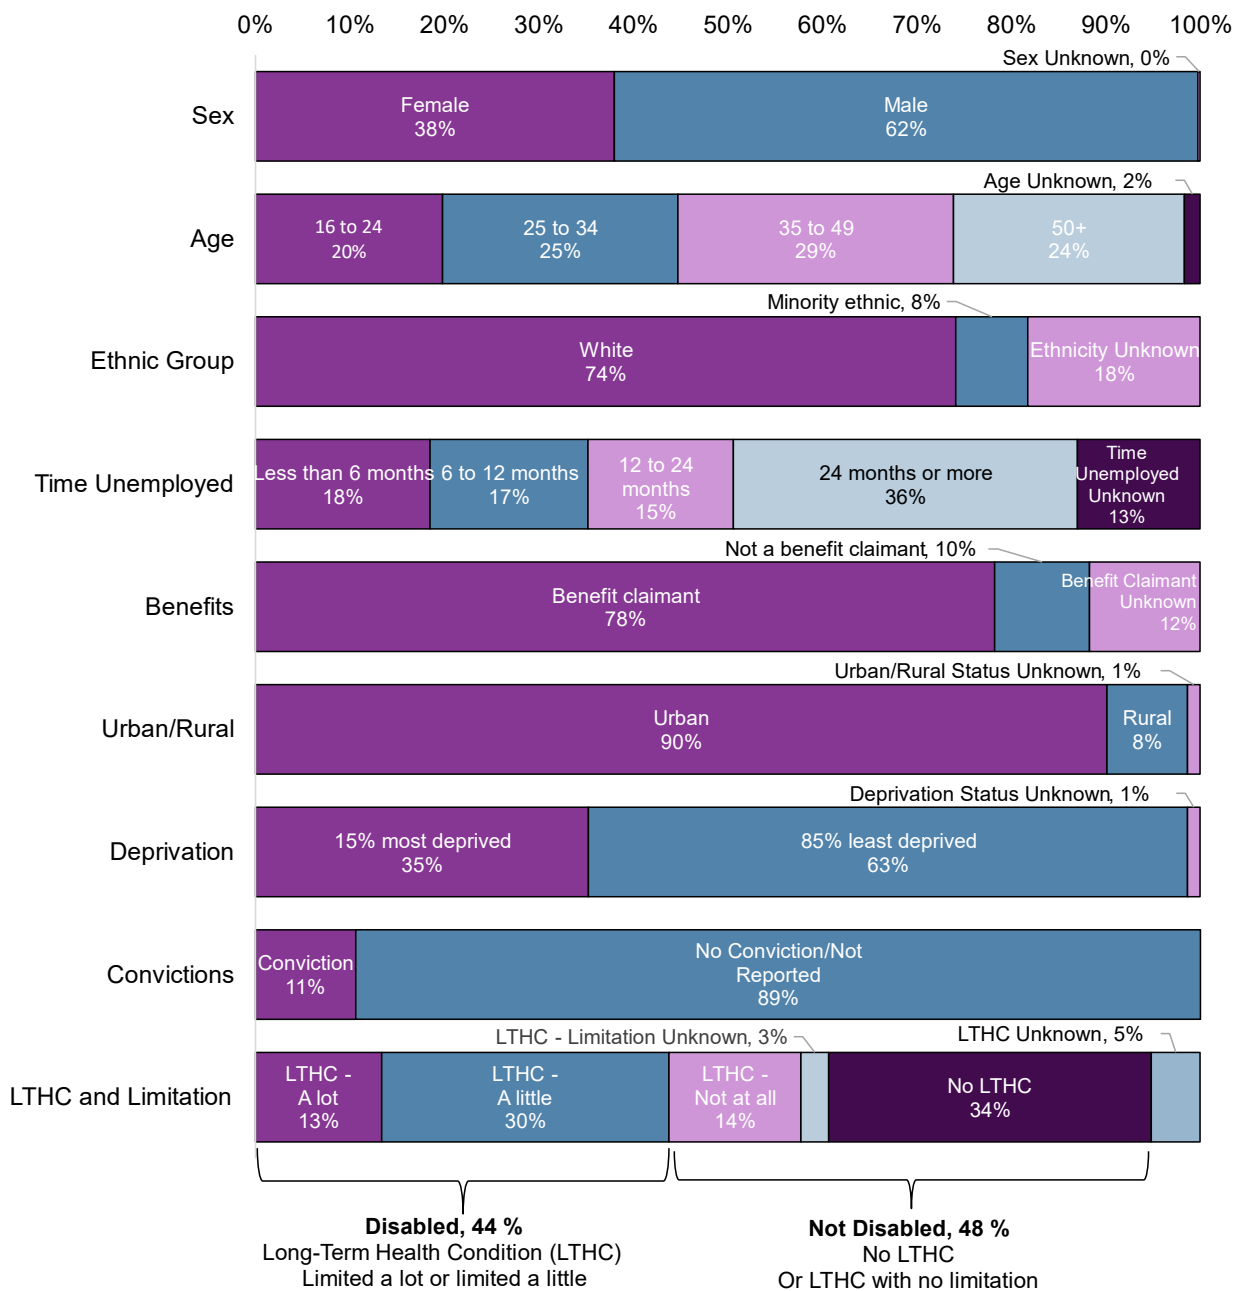 0% 10% 20% 30% 40% 50% 60% 70% 80% 90% 100%
Sex Unknown, 0%
Sex
Female
38%
Male
62%
Age Unknown, 2%
Age
16 to 24
20%
25 to 34
25%
35 to 49
29%
50+
24%
Minority ethnic, 8%
Ethnic Group
White
74%
Ethnicity Unknown
18%
Time Unemployed
Less than 6 months
18%
6 to 12 months
17%
12 to 24
months
15%
24 months or more
36%
Time
Unemployed
Unknown
13%
Not a benefit claimant, 10%
Benefits
Benefit claimant
78%
Benefit Claimant
Unknown
12%
Urban/Rural Status Unknown, 1%
Urban/Rural
Urban
90%
Rural
8%
Deprivation Status Unknown, 1%
Deprivation
15% most deprived
35%
85% least deprived
63%
Convictions
Conviction
11%
No Conviction/Not
Reported
89%
LTHC - Limitation Unknown, 3%
LTHC Unknown, 5%
LTHC and Limitation
LTHC -
A lot
13%
LTHC -
A little
30%
LTHC -
Not at all
14%
No LTHC
34%
Disabled, 44 %
Long-Term Health Condition (LTHC)
Limited a lot or limited a little
Not Disabled, 48 %
No LTHC
Or LTHC with no limitation